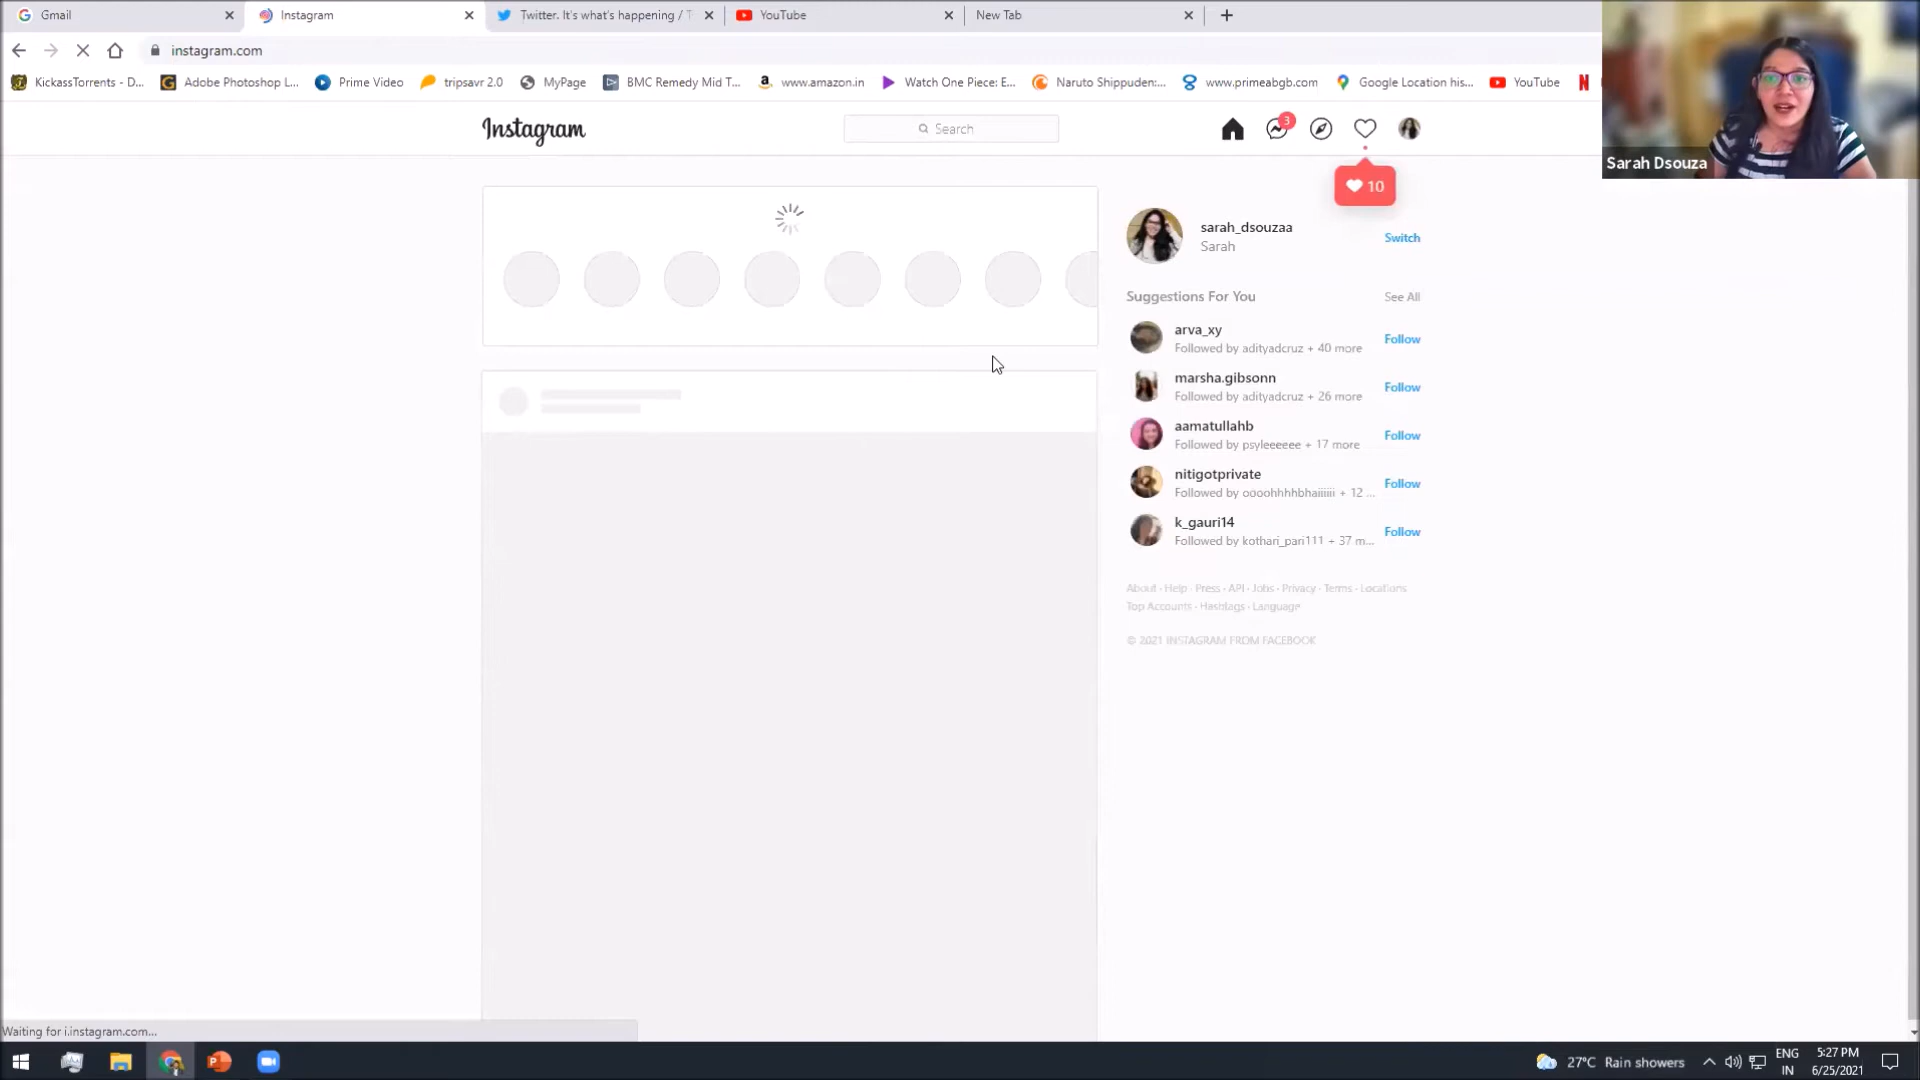 Gmail
Instagram
Twitter. It's what's happening / T
YouTube
New Tab
instagram.com
KickassTorrents - D...
Adobe Photoshop L...
Prime Video
tripsavr 2.0
MyPage
BMC Remedy Mid T...
www.amazon.in
Watch One Piece: E...
Naruto Shippuden:...
www.primeabgb.com
Google Location his...
YouTube
Instagram
Search
3
10
Sarah Dsouza
sarah_dsouzaa
Sarah
Switch
Suggestions For You
See All
arva_xy
Followed by adityadcruz + 40 more
Follow
marsha.gibsonn
Followed by adityadcruz + 26 more
Follow
aamatullahb
Followed by psyleeeeee + 17 more
Follow
nitigotprivate
Followed by oooohhhhbhaiiiiii + 12 ...
Follow
k_gauri14
Followed by kothari_pari111 + 37 m...
Follow
About · Help · Press · API · Jobs · Privacy · Terms · Locations
Top Accounts · Hashtags · Language
© 2021 INSTAGRAM FROM FACEBOOK
Waiting for i.instagram.com...
27°C Rain showers
ENG
IN
5:27 PM
6/25/2021